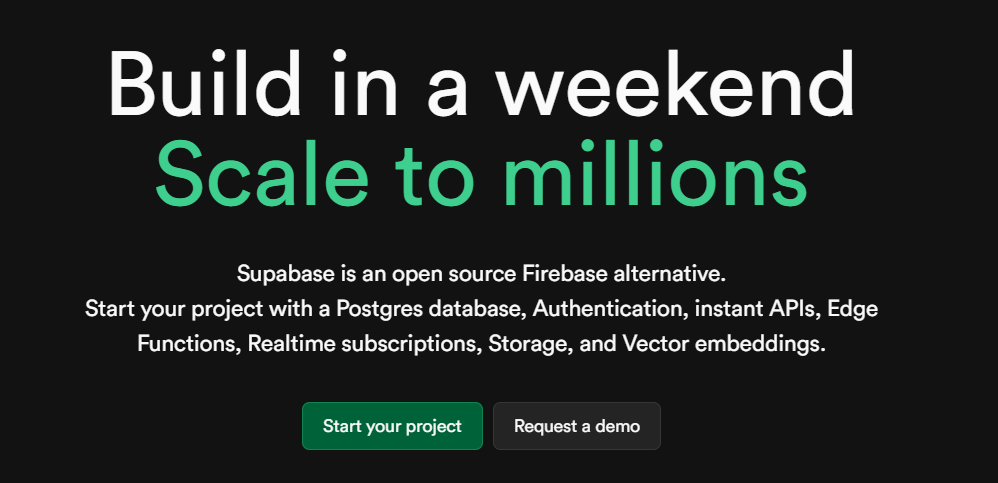 Build in a weekend
Scale to millions
Supabase is an open source Firebase alternative.
Start your project with a Postgres database, Authentication, instant APIs, Edge
Functions, Realtime subscriptions, Storage, and Vector embeddings.
Start your project
Request a demo